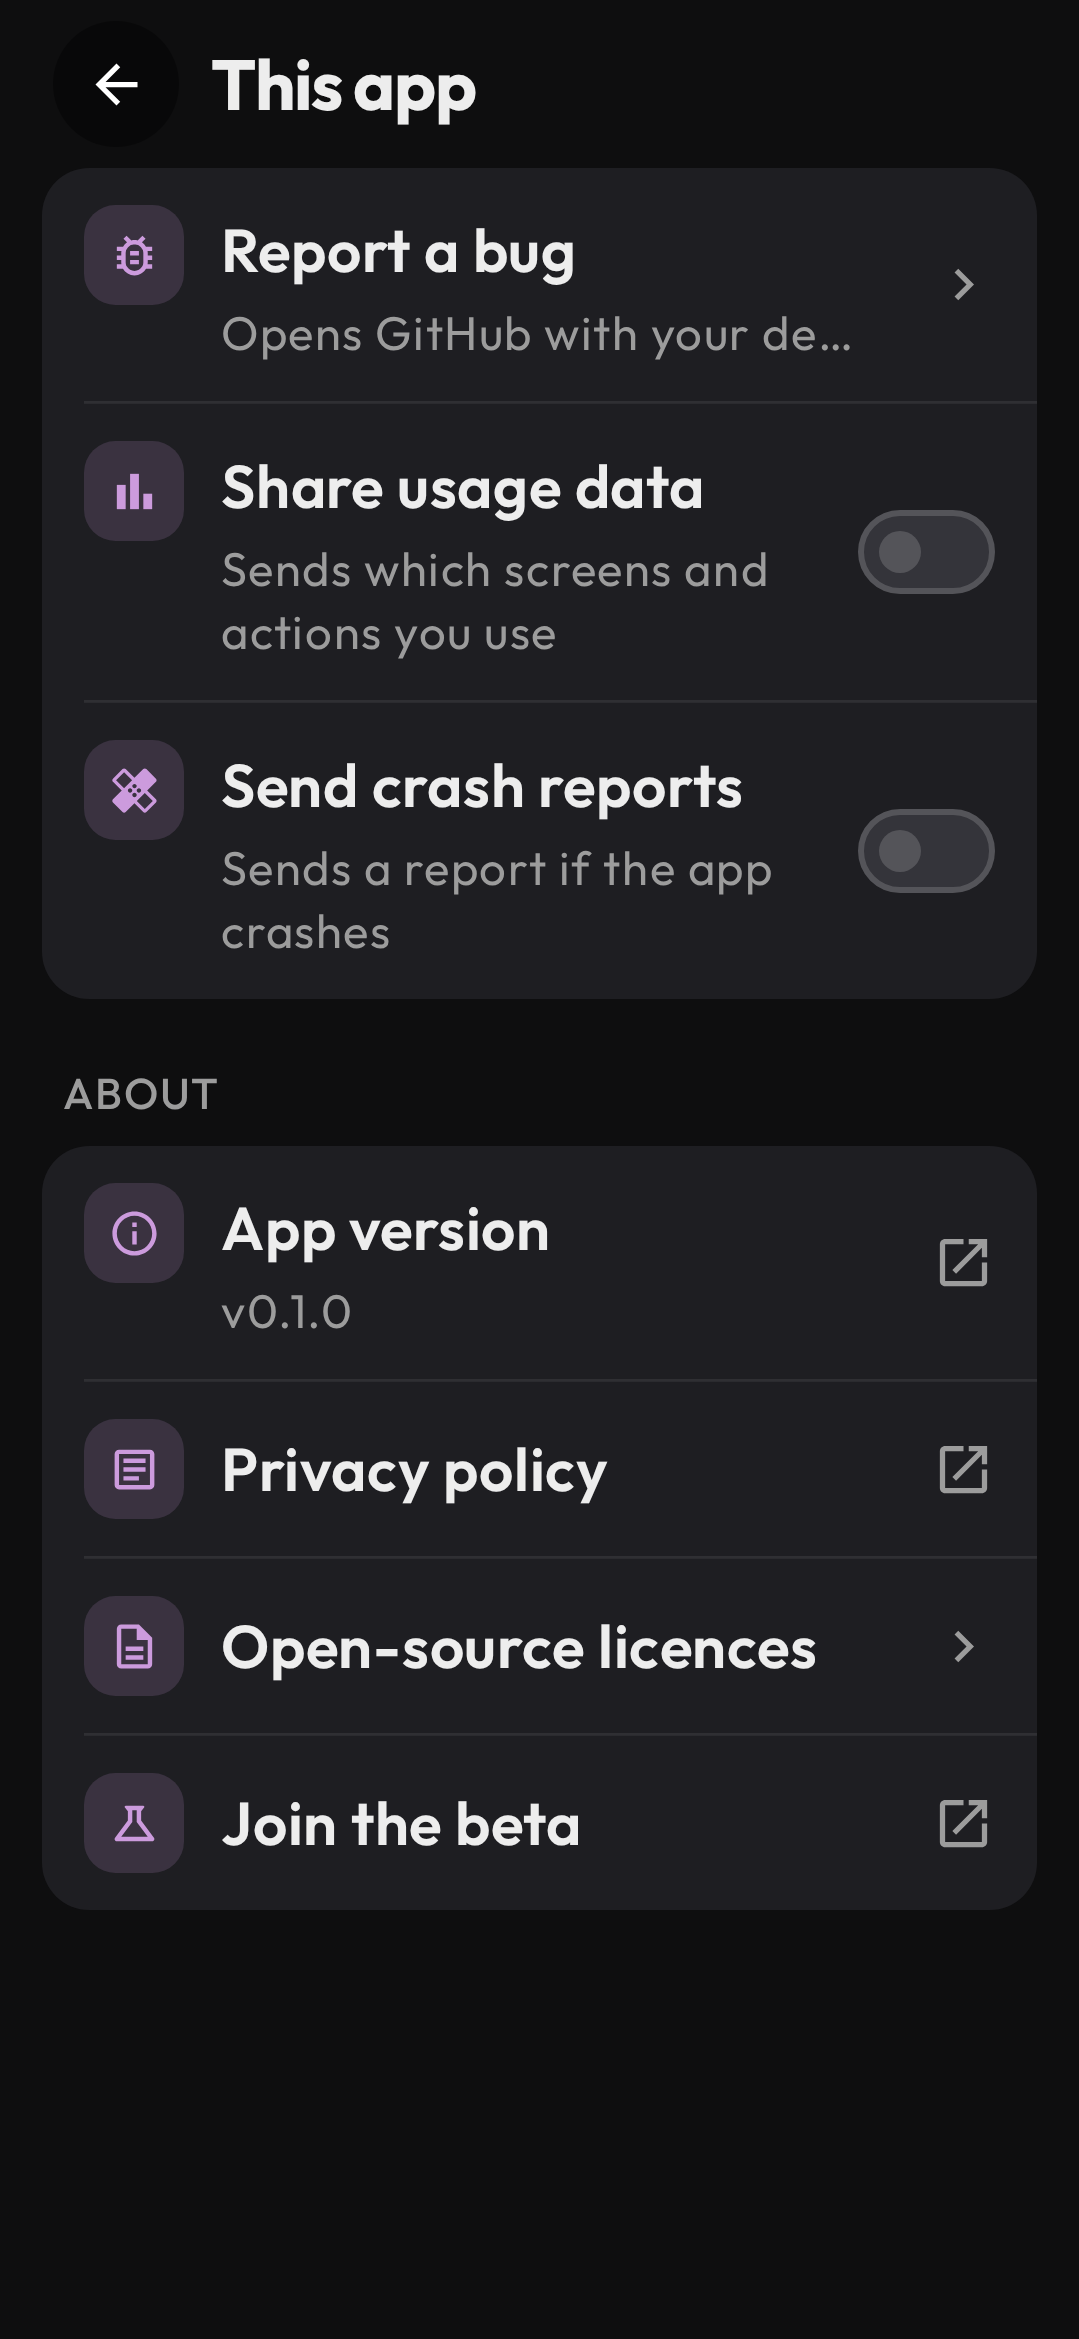 This app
Report a bug
Opens GitHub with your de...
Share usage data
Sends which screens and
actions you use
Send crash reports
Sends a report if the app
crashes
ABOUT
App version
v0.1.0
Privacy policy
Open-source licences
Join the beta